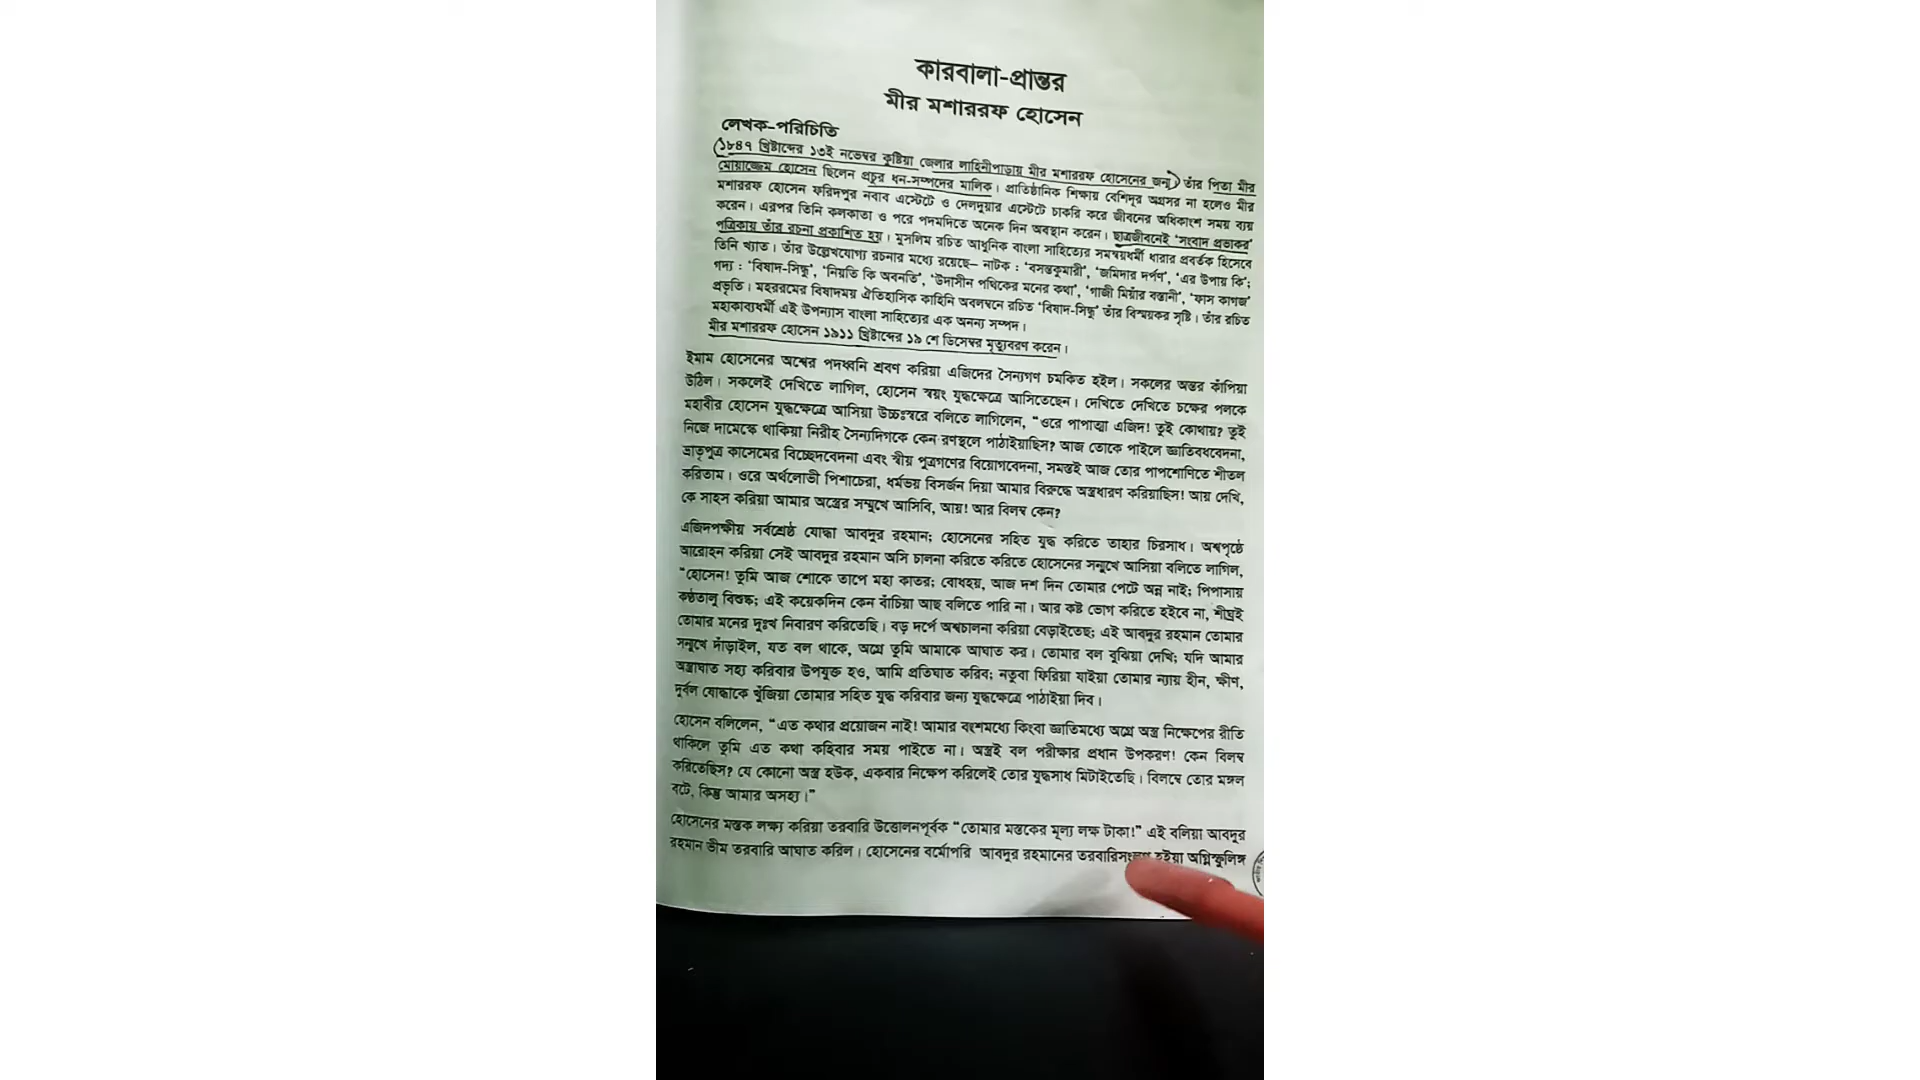 কারবালা-প্রান্তর
মীর মশাররফ হোসেন
লেখক-পরিচিতি
(১৮৪৭ খ্রিষ্টাব্দের ১৩ই নভেম্বর কুষ্টিয়া জেলার লাহিনীপাড়ায় মীর মশাররফ হোসেনের জন্ম) তাঁর পিতা মীর
মোয়াজ্জেম হোসেন ছিলেন প্রচুর ধন-সম্পদের মালিক। প্রাতিষ্ঠানিক শিক্ষায় বেশিদূর অগ্রসর না হলেও মীর
মশাররফ হোসেন ফরিদপুর নবাব এস্টেটে ও দেলদুয়ার এস্টেটে চাকরি করে জীবনের অধিকাংশ সময় ব্যয়
করেন। এরপর তিনি কলকাতা ও পরে পদমদিতে অনেক দিন অবস্থান করেন। ছাত্রজীবনেই ‘সংবাদ প্রভাকর’
পত্রিকায় তাঁর রচনা প্রকাশিত হয়। মুসলিম রচিত আধুনিক বাংলা সাহিত্যের সমন্বয়ধর্মী ধারার প্রবর্তক হিসেবে
তিনি খ্যাত। তাঁর উল্লেখযোগ্য রচনার মধ্যে রয়েছে– নাটক : ‘বসন্তকুমারী’, ‘জমিদার দর্পণ’, ‘এর উপায় কি’;
গদ্য : ‘বিষাদ-সিন্ধু’, ‘নিয়তি কি অবনতি’, ‘উদাসীন পথিকের মনের কথা’, ‘গাজী মিয়াঁর বস্তানী’, ‘ফাস কাগজ’
প্রভৃতি। মহররমের বিষাদময় ঐতিহাসিক কাহিনি অবলম্বনে রচিত ‘বিষাদ-সিন্ধু’ তাঁর বিস্ময়কর সৃষ্টি। তাঁর রচিত
মহাকাব্যধর্মী এই উপন্যাস বাংলা সাহিত্যের এক অনন্য সম্পদ।
মীর মশাররফ হোসেন ১৯১১ খ্রিষ্টাব্দের ১৯ শে ডিসেম্বর মৃত্যুবরণ করেন।
ইমাম হোসেনের অশ্বের পদধ্বনি শ্রবণ করিয়া এজিদের সৈন্যগণ চমকিত হইল। সকলের অন্তর কাঁপিয়া
উঠিল। সকলেই দেখিতে লাগিল, হোসেন স্বয়ং যুদ্ধক্ষেত্রে আসিতেছেন। দেখিতে দেখিতে চক্ষের পলকে
মহাবীর হোসেন যুদ্ধক্ষেত্রে আসিয়া উচ্চঃস্বরে বলিতে লাগিলেন, “ওরে পাপাত্মা এজিদ! তুই কোথায়? তুই
নিজে দামেস্কে থাকিয়া নিরীহ সৈন্যদিগকে কেন রণস্থলে পাঠাইয়াছিস? আজ তোকে পাইলে জ্ঞাতিবধবেদনা,
ভ্রাতৃপুত্র কাসেমের বিচ্ছেদবেদনা এবং স্বীয় পুত্রগণের বিয়োগবেদনা, সমস্তই আজ তোর পাপশোণিতে শীতল
করিতাম। ওরে অর্থলোভী পিশাচেরা, ধর্মভয় বিসর্জন দিয়া আমার বিরুদ্ধে অস্ত্রধারণ করিয়াছিস! আয় দেখি,
কে সাহস করিয়া আমার অস্ত্রের সম্মুখে আসিবি, আয়! আর বিলম্ব কেন?
এজিদপক্ষীয় সর্বশ্রেষ্ঠ যোদ্ধা আবদুর রহমান; হোসেনের সহিত যুদ্ধ করিতে তাহার চিরসাধ। অশ্বপৃষ্ঠে
আরোহন করিয়া সেই আবদুর রহমান অসি চালনা করিতে করিতে হোসেনের সন্মুখে আসিয়া বলিতে লাগিল,
“হোসেন! তুমি আজ শোকে তাপে মহা কাতর; বোধহয়, আজ দশ দিন তোমার পেটে অন্ন নাই; পিপাসায়
কণ্ঠতালু বিশুষ্ক; এই কয়েকদিন কেন বাঁচিয়া আছ বলিতে পারি না। আর কষ্ট ভোগ করিতে হইবে না, শীঘ্রই
তোমার মনের দুঃখ নিবারণ করিতেছি। বড় দর্পে অশ্বচালনা করিয়া বেড়াইতেছ; এই আবদুর রহমান তোমার
সন্মুখে দাঁড়াইল, যত বল থাকে, অগ্রে তুমি আমাকে আঘাত কর। তোমার বল বুঝিয়া দেখি; যদি আমার
অস্ত্রাঘাত সহ্য করিবার উপযুক্ত হও, আমি প্রতিঘাত করিব; নতুবা ফিরিয়া যাইয়া তোমার ন্যায় হীন, ক্ষীণ,
দুর্বল যোদ্ধাকে খুঁজিয়া তোমার সহিত যুদ্ধ করিবার জন্য যুদ্ধক্ষেত্রে পাঠাইয়া দিব।
হোসেন বলিলেন, “এত কথার প্রয়োজন নাই! আমার বংশমধ্যে কিংবা জ্ঞাতিমধ্যে অগ্রে অস্ত্র নিক্ষেপের রীতি
থাকিলে তুমি এত কথা কহিবার সময় পাইতে না। অস্ত্রই বল পরীক্ষার প্রধান উপকরণ! কেন বিলম্ব
করিতেছিস? যে কোনো অস্ত্র হউক, একবার নিক্ষেপ করিলেই তোর যুদ্ধসাধ মিটাইতেছি। বিলম্বে তোর মঙ্গল
বটে, কিন্তু আমার অসহ্য।”
হোসেনের মস্তক লক্ষ্য করিয়া তরবারি উত্তোলনপূর্বক “তোমার মস্তকের মূল্য লক্ষ টাকা!” এই বলিয়া আবদুর
রহমান ভীম তরবারি আঘাত করিল। হোসেনের বর্মোপরি আবদুর রহমানের হইয়া অগ্নিস্ফুলিঙ্গ